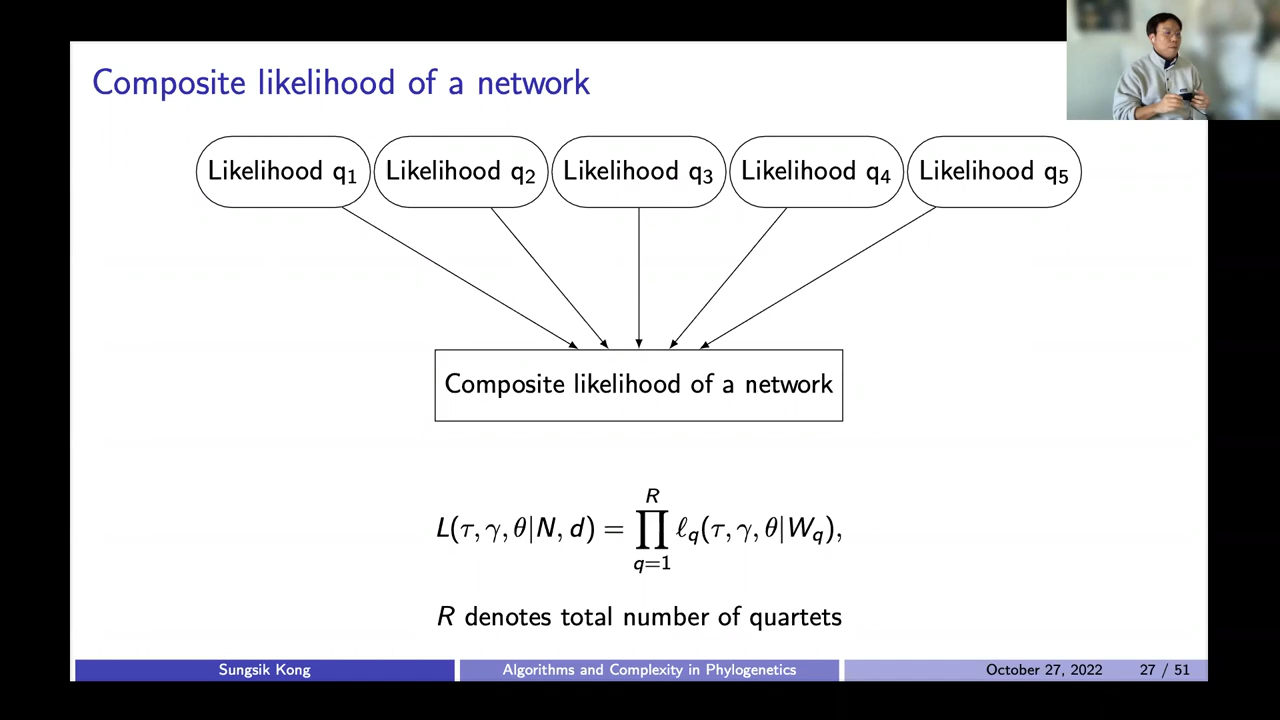 Composite likelihood of a network
Likelihood q₁ Likelihood q₂ Likelihood q₃ Likelihood q₄ Likelihood q₅
Composite likelihood of a network
L(τ, γ, θ|N, d) = ∏_{q=1}^{R} ℓ_q(τ, γ, θ|W_q),
R denotes total number of quartets
Sungsik Kong Algorithms and Complexity in Phylogenetics October 27, 2022 27 / 51